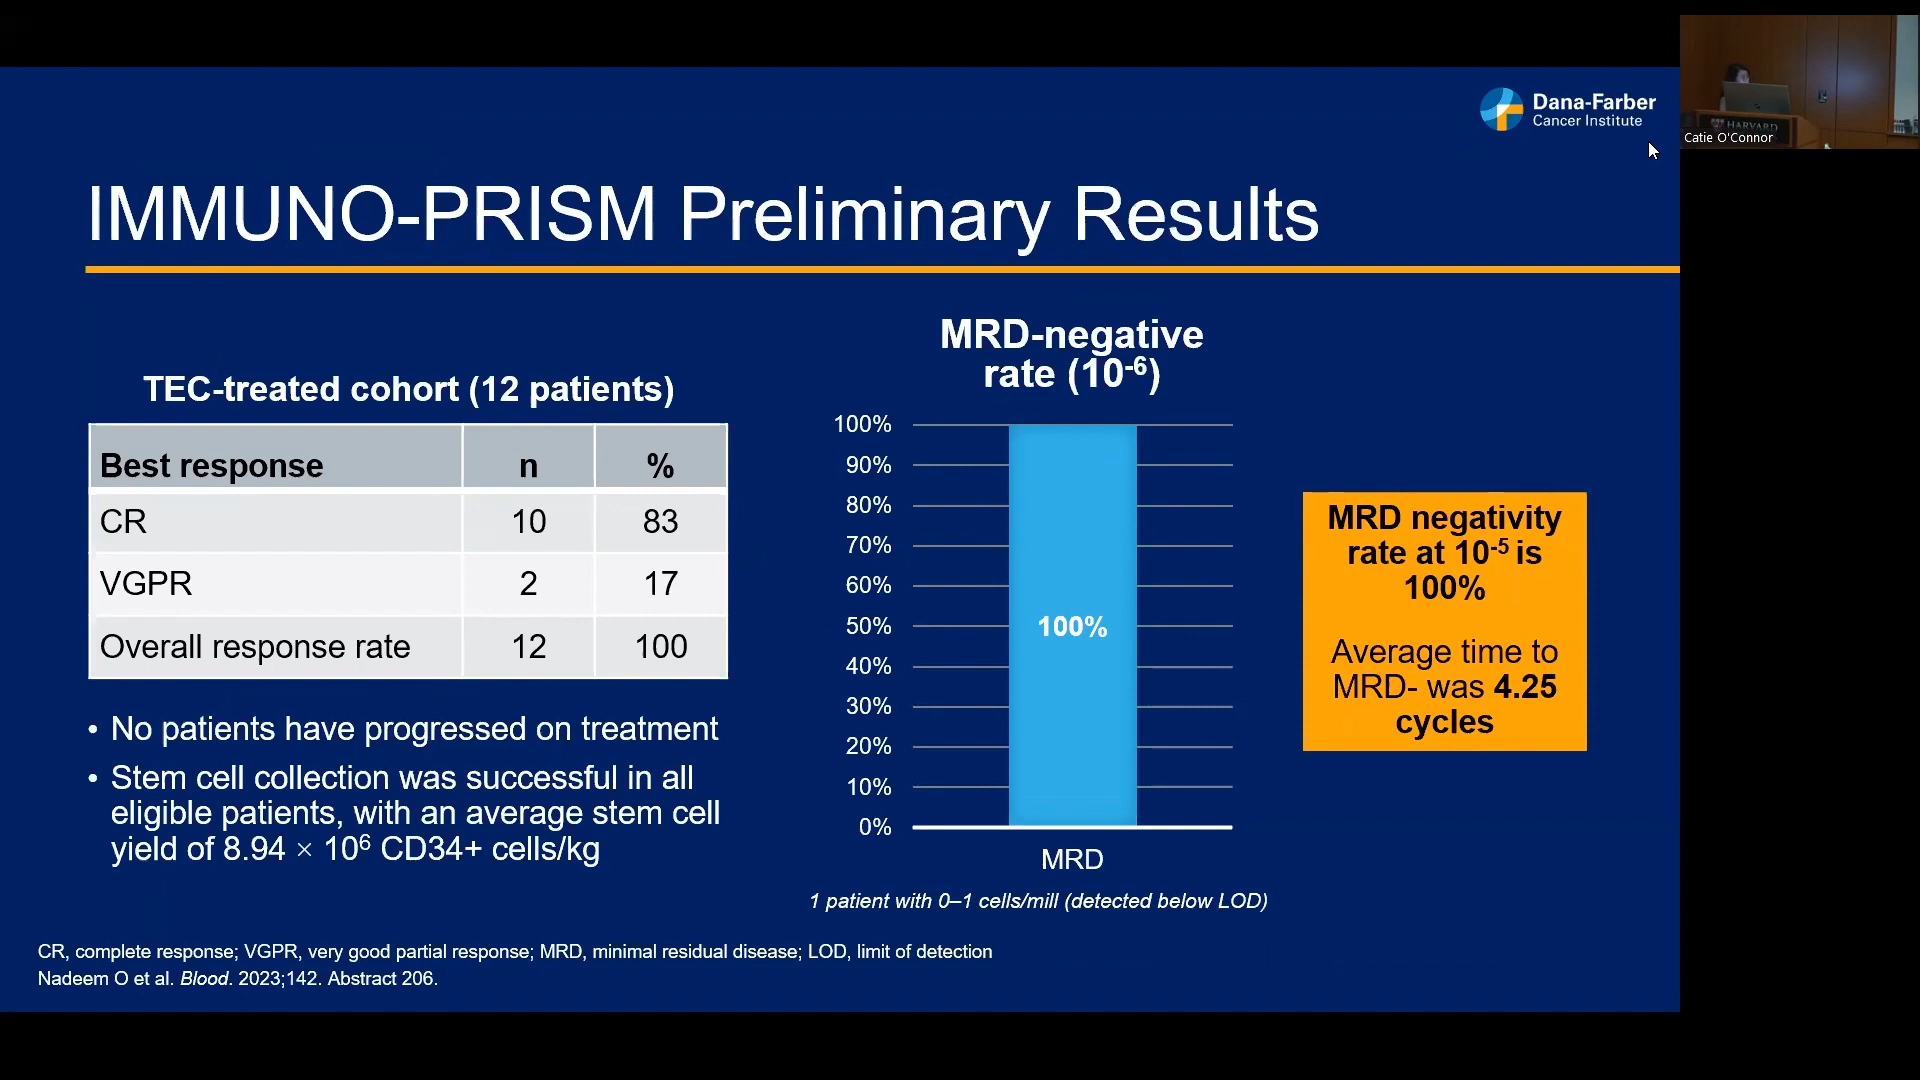 Dana-Farber
Cancer Institute
HARVARD
Catie O'Connor
IMMUNO-PRISM Preliminary Results
TEC-treated cohort (12 patients)
Best response n %
CR 10 83
VGPR 2 17
Overall response rate 12 100
• No patients have progressed on treatment
• Stem cell collection was successful in all
eligible patients, with an average stem cell
yield of 8.94 × 10⁶ CD34+ cells/kg
MRD-negative
rate (10⁻⁶)
100%
90%
80%
70%
60%
50%
40%
30%
20%
10%
0%
100%
MRD
1 patient with 0–1 cells/mill (detected below LOD)
MRD negativity
rate at 10⁻⁵ is
100%
Average time to
MRD- was 4.25
cycles
CR, complete response; VGPR, very good partial response; MRD, minimal residual disease; LOD, limit of detection
Nadeem O et al. Blood. 2023;142. Abstract 206.